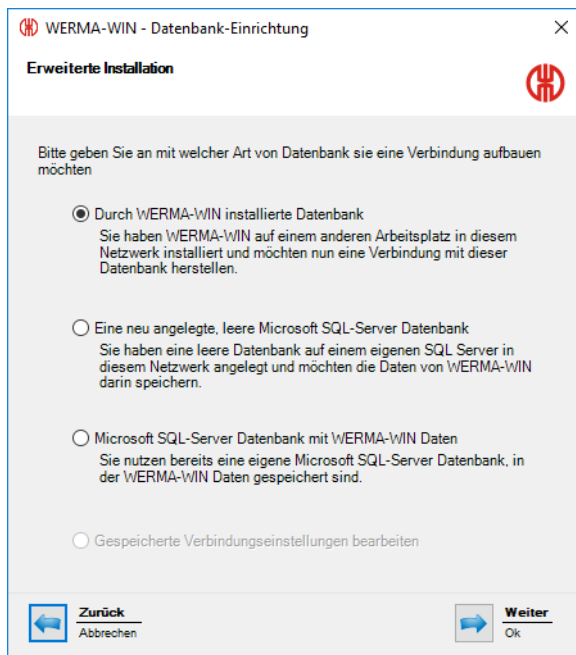 WERMA-WIN - Datenbank-Einrichtung
Erweiterte Installation
Bitte geben Sie an mit welcher Art von Datenbank sie eine Verbindung aufbauen
möchten
Durch WERMA-WIN installierte Datenbank
Sie haben WERMA-WIN auf einem anderen Arbeitsplatz in diesem
Netzwerk installiert und möchten nun eine Verbindung mit dieser
Datenbank herstellen.
Eine neu angelegte, leere Microsoft SQL-Server Datenbank
Sie haben eine leere Datenbank auf einem eigenen SQL Server in
diesem Netzwerk angelegt und möchten die Daten von WERMA-WIN
darin speichern.
Microsoft SQL-Server Datenbank mit WERMA-WIN Daten
Sie nutzen bereits eine eigene Microsoft SQL-Server Datenbank, in
der WERMA-WIN Daten gespeichert sind.
Gespeicherte Verbindungseinstellungen bearbeiten
Zurück
Abbrechen
Weiter
Ok